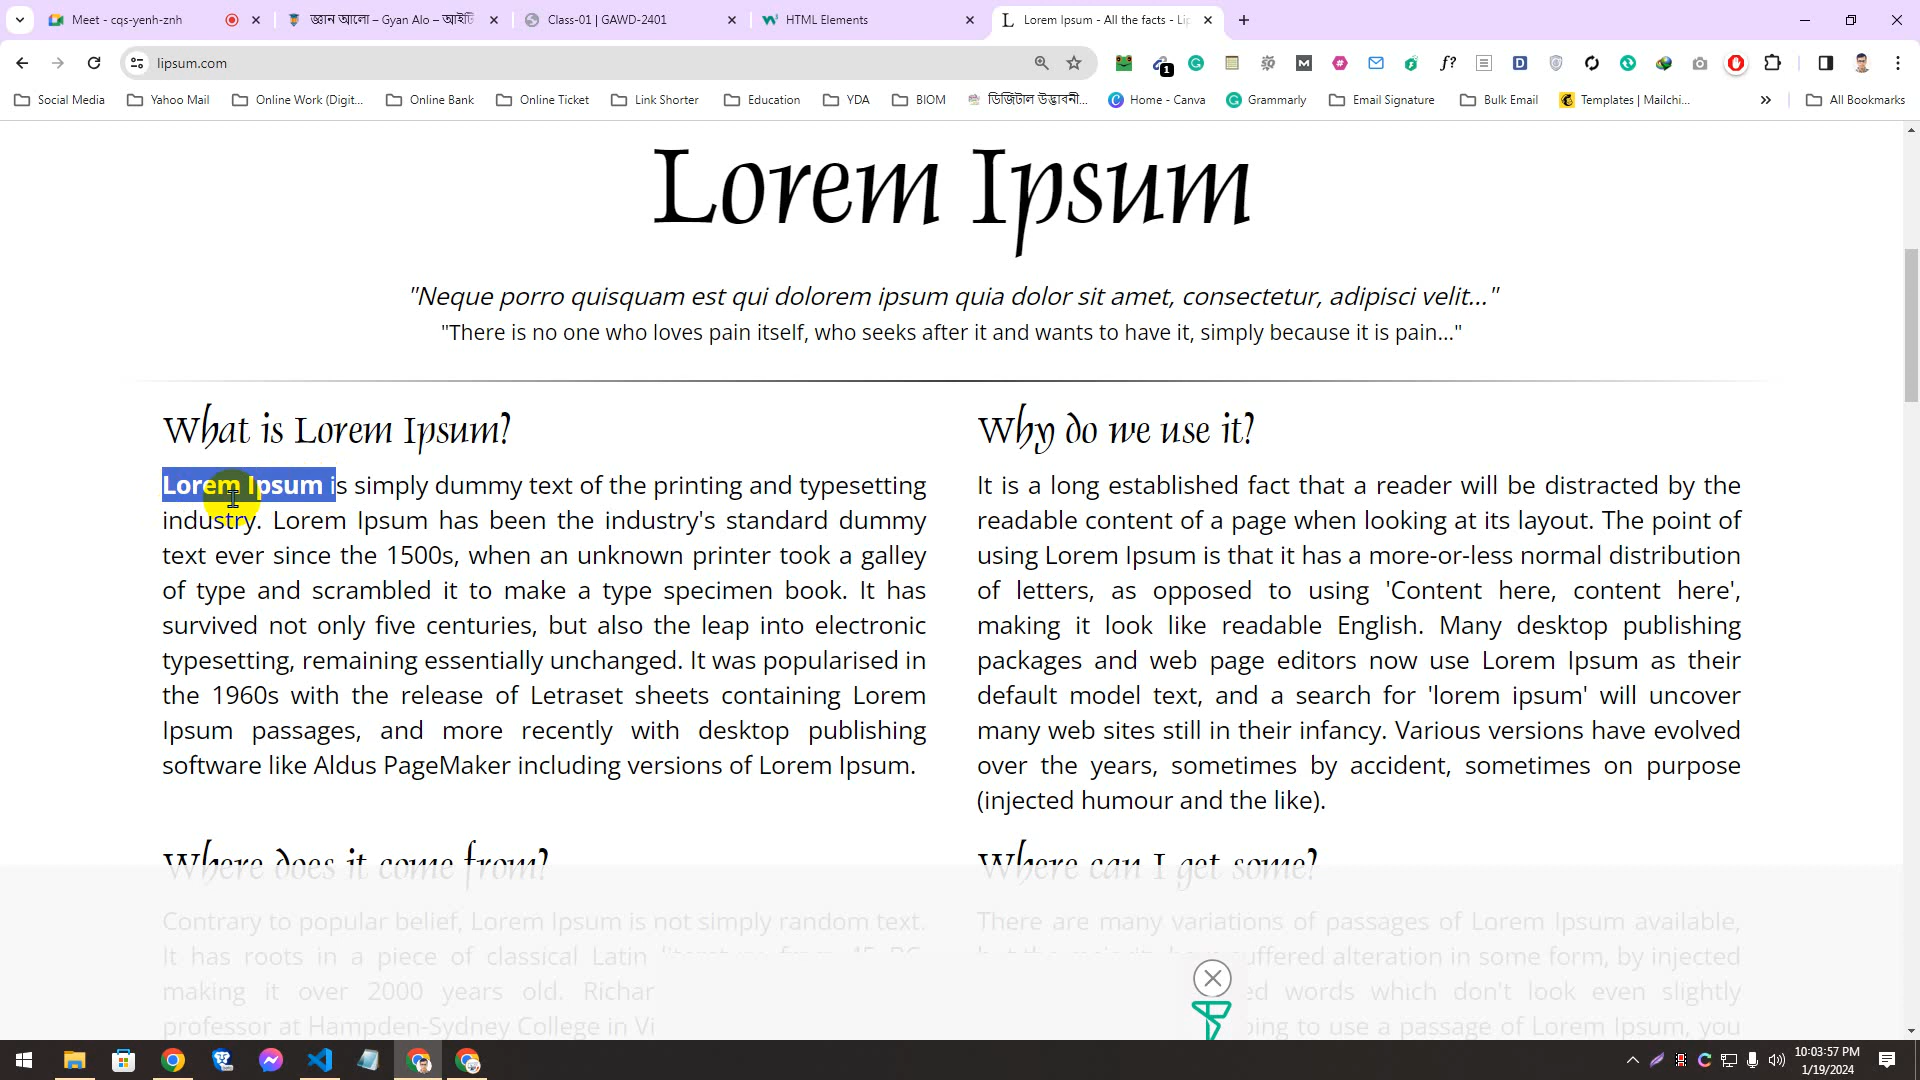 Meet - cqs-yenh-znh
জ্ঞান আলো – Gyan Alo – আইটি
Class-01 | GAWD-2401
HTML Elements
Lorem Ipsum - All the facts - Lip
lipsum.com
1
Social Media
Yahoo Mail
Online Work (Digit...
Online Bank
Online Ticket
Link Shorter
Education
YDA
BIOM
ডিজিটাল উদ্ভাবনী...
Home - Canva
Grammarly
Email Signature
Bulk Email
Templates | Mailchi...
All Bookmarks
Lorem Ipsum
"Neque porro quisquam est qui dolorem ipsum quia dolor sit amet, consectetur, adipisci velit..."
"There is no one who loves pain itself, who seeks after it and wants to have it, simply because it is pain..."
What is Lorem Ipsum?
Lorem Ipsum is simply dummy text of the printing and typesetting
industry. Lorem Ipsum has been the industry's standard dummy
text ever since the 1500s, when an unknown printer took a galley
of type and scrambled it to make a type specimen book. It has
survived not only five centuries, but also the leap into electronic
typesetting, remaining essentially unchanged. It was popularised in
the 1960s with the release of Letraset sheets containing Lorem
Ipsum passages, and more recently with desktop publishing
software like Aldus PageMaker including versions of Lorem Ipsum.
Why do we use it?
It is a long established fact that a reader will be distracted by the
readable content of a page when looking at its layout. The point of
using Lorem Ipsum is that it has a more-or-less normal distribution
of letters, as opposed to using 'Content here, content here',
making it look like readable English. Many desktop publishing
packages and web page editors now use Lorem Ipsum as their
default model text, and a search for 'lorem ipsum' will uncover
many web sites still in their infancy. Various versions have evolved
over the years, sometimes by accident, sometimes on purpose
(injected humour and the like).
Where does it come from?
Contrary to popular belief, Lorem Ipsum is not simply random text.
It has roots in a piece of classical Latin
making it over 2000 years old. Richar
professor at Hampden-Sydney College in Vi
Where can I get some?
There are many variations of passages of Lorem Ipsum available,
uffered alteration in some form, by injected
ed words which don't look even slightly
ing to use a passage of Lorem Ipsum, you
10:03:57 PM
1/19/2024